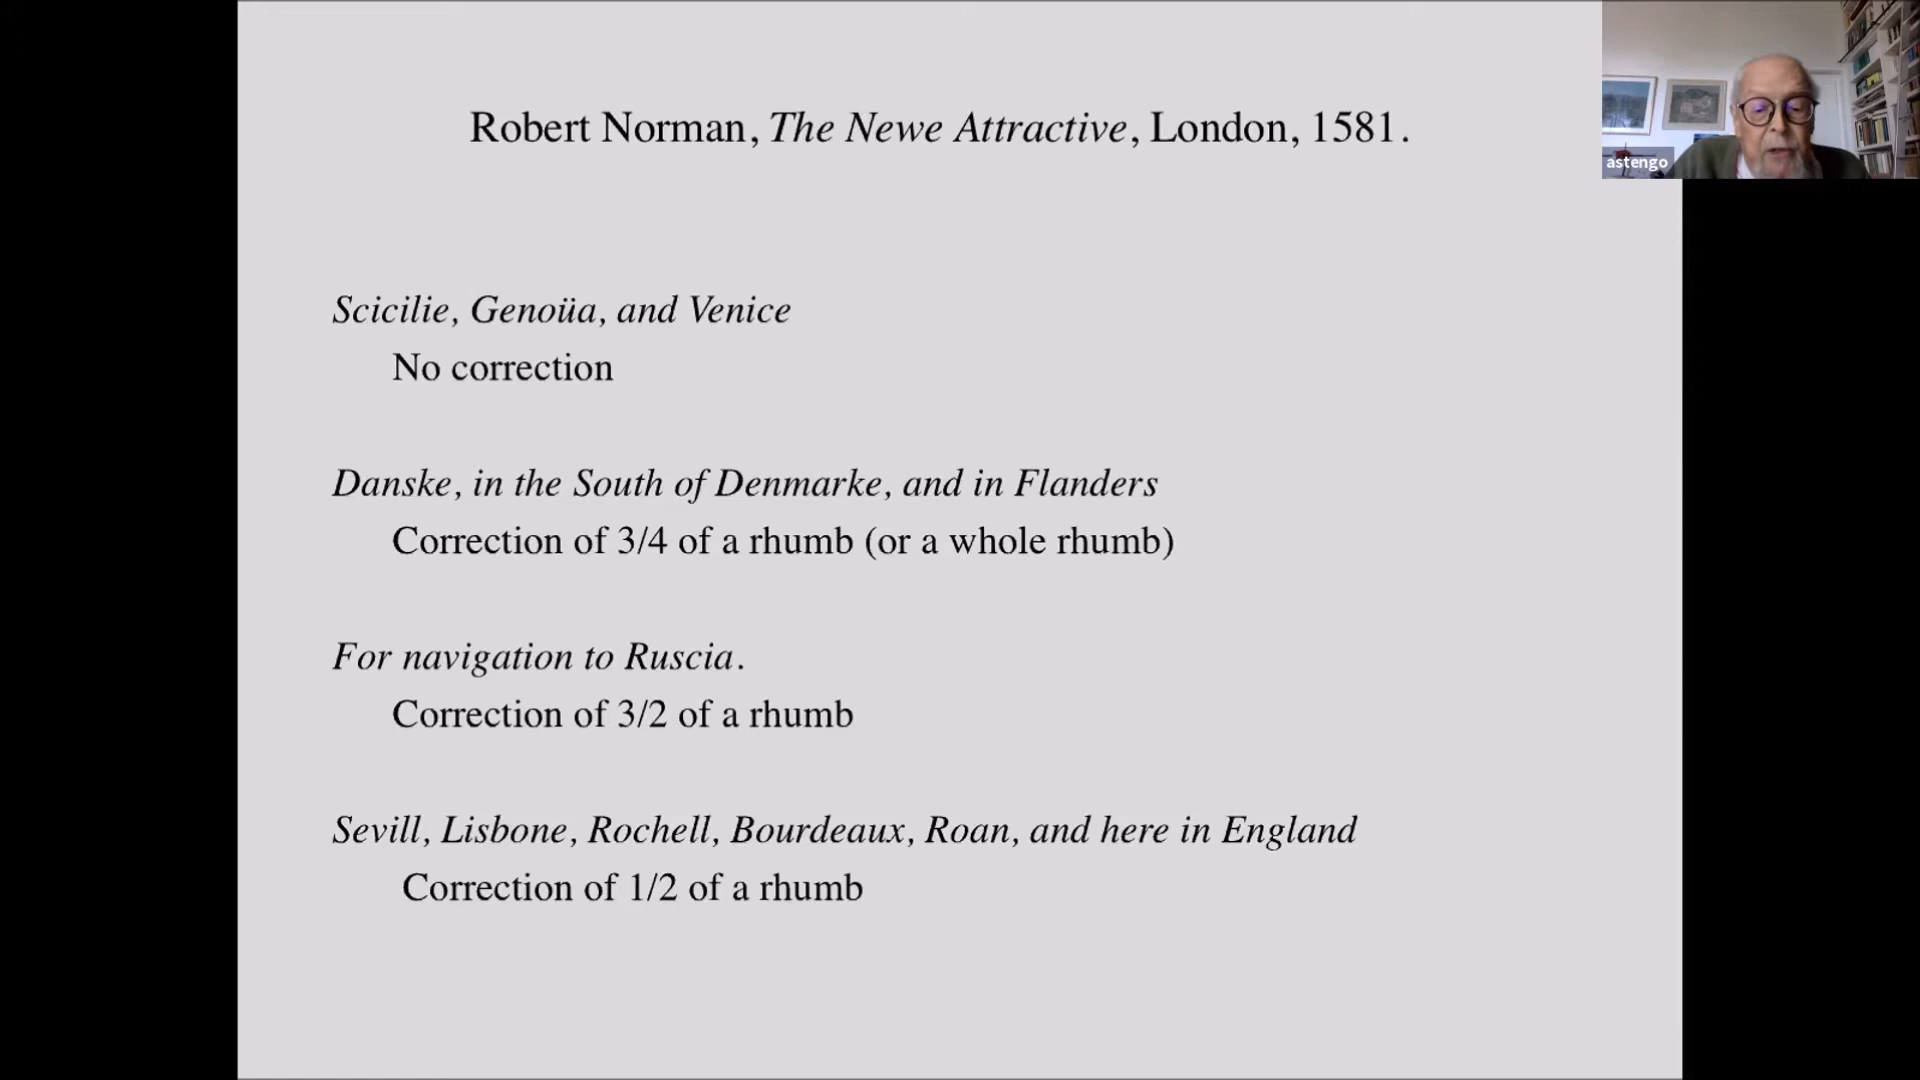 Robert Norman, The Newe Attractive, London, 1581.
astengo
Scicilie, Genoüa, and Venice
No correction
Danske, in the South of Denmarke, and in Flanders
Correction of 3/4 of a rhumb (or a whole rhumb)
For navigation to Ruscia.
Correction of 3/2 of a rhumb
Sevill, Lisbone, Rochell, Bourdeaux, Roan, and here in England
Correction of 1/2 of a rhumb